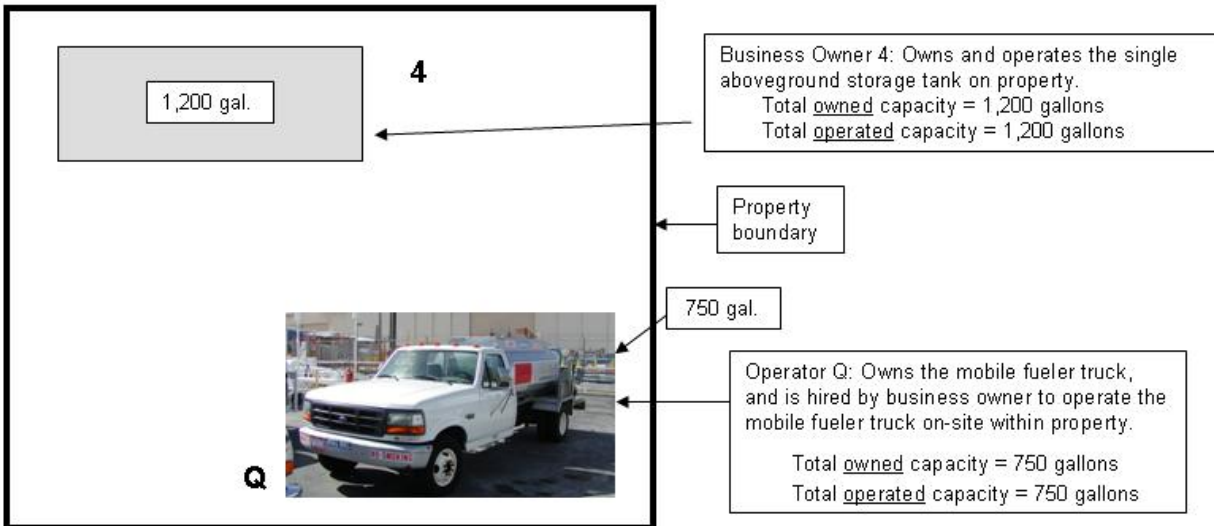 1,200 gal.
4
Business Owner 4: Owns and operates the single
aboveground storage tank on property.
Total owned capacity = 1,200 gallons
Total operated capacity = 1,200 gallons
Property
boundary
750 gal.
Operator Q: Owns the mobile fueler truck,
and is hired by business owner to operate the
mobile fueler truck on-site within property.
Total owned capacity = 750 gallons
Total operated capacity = 750 gallons
Q